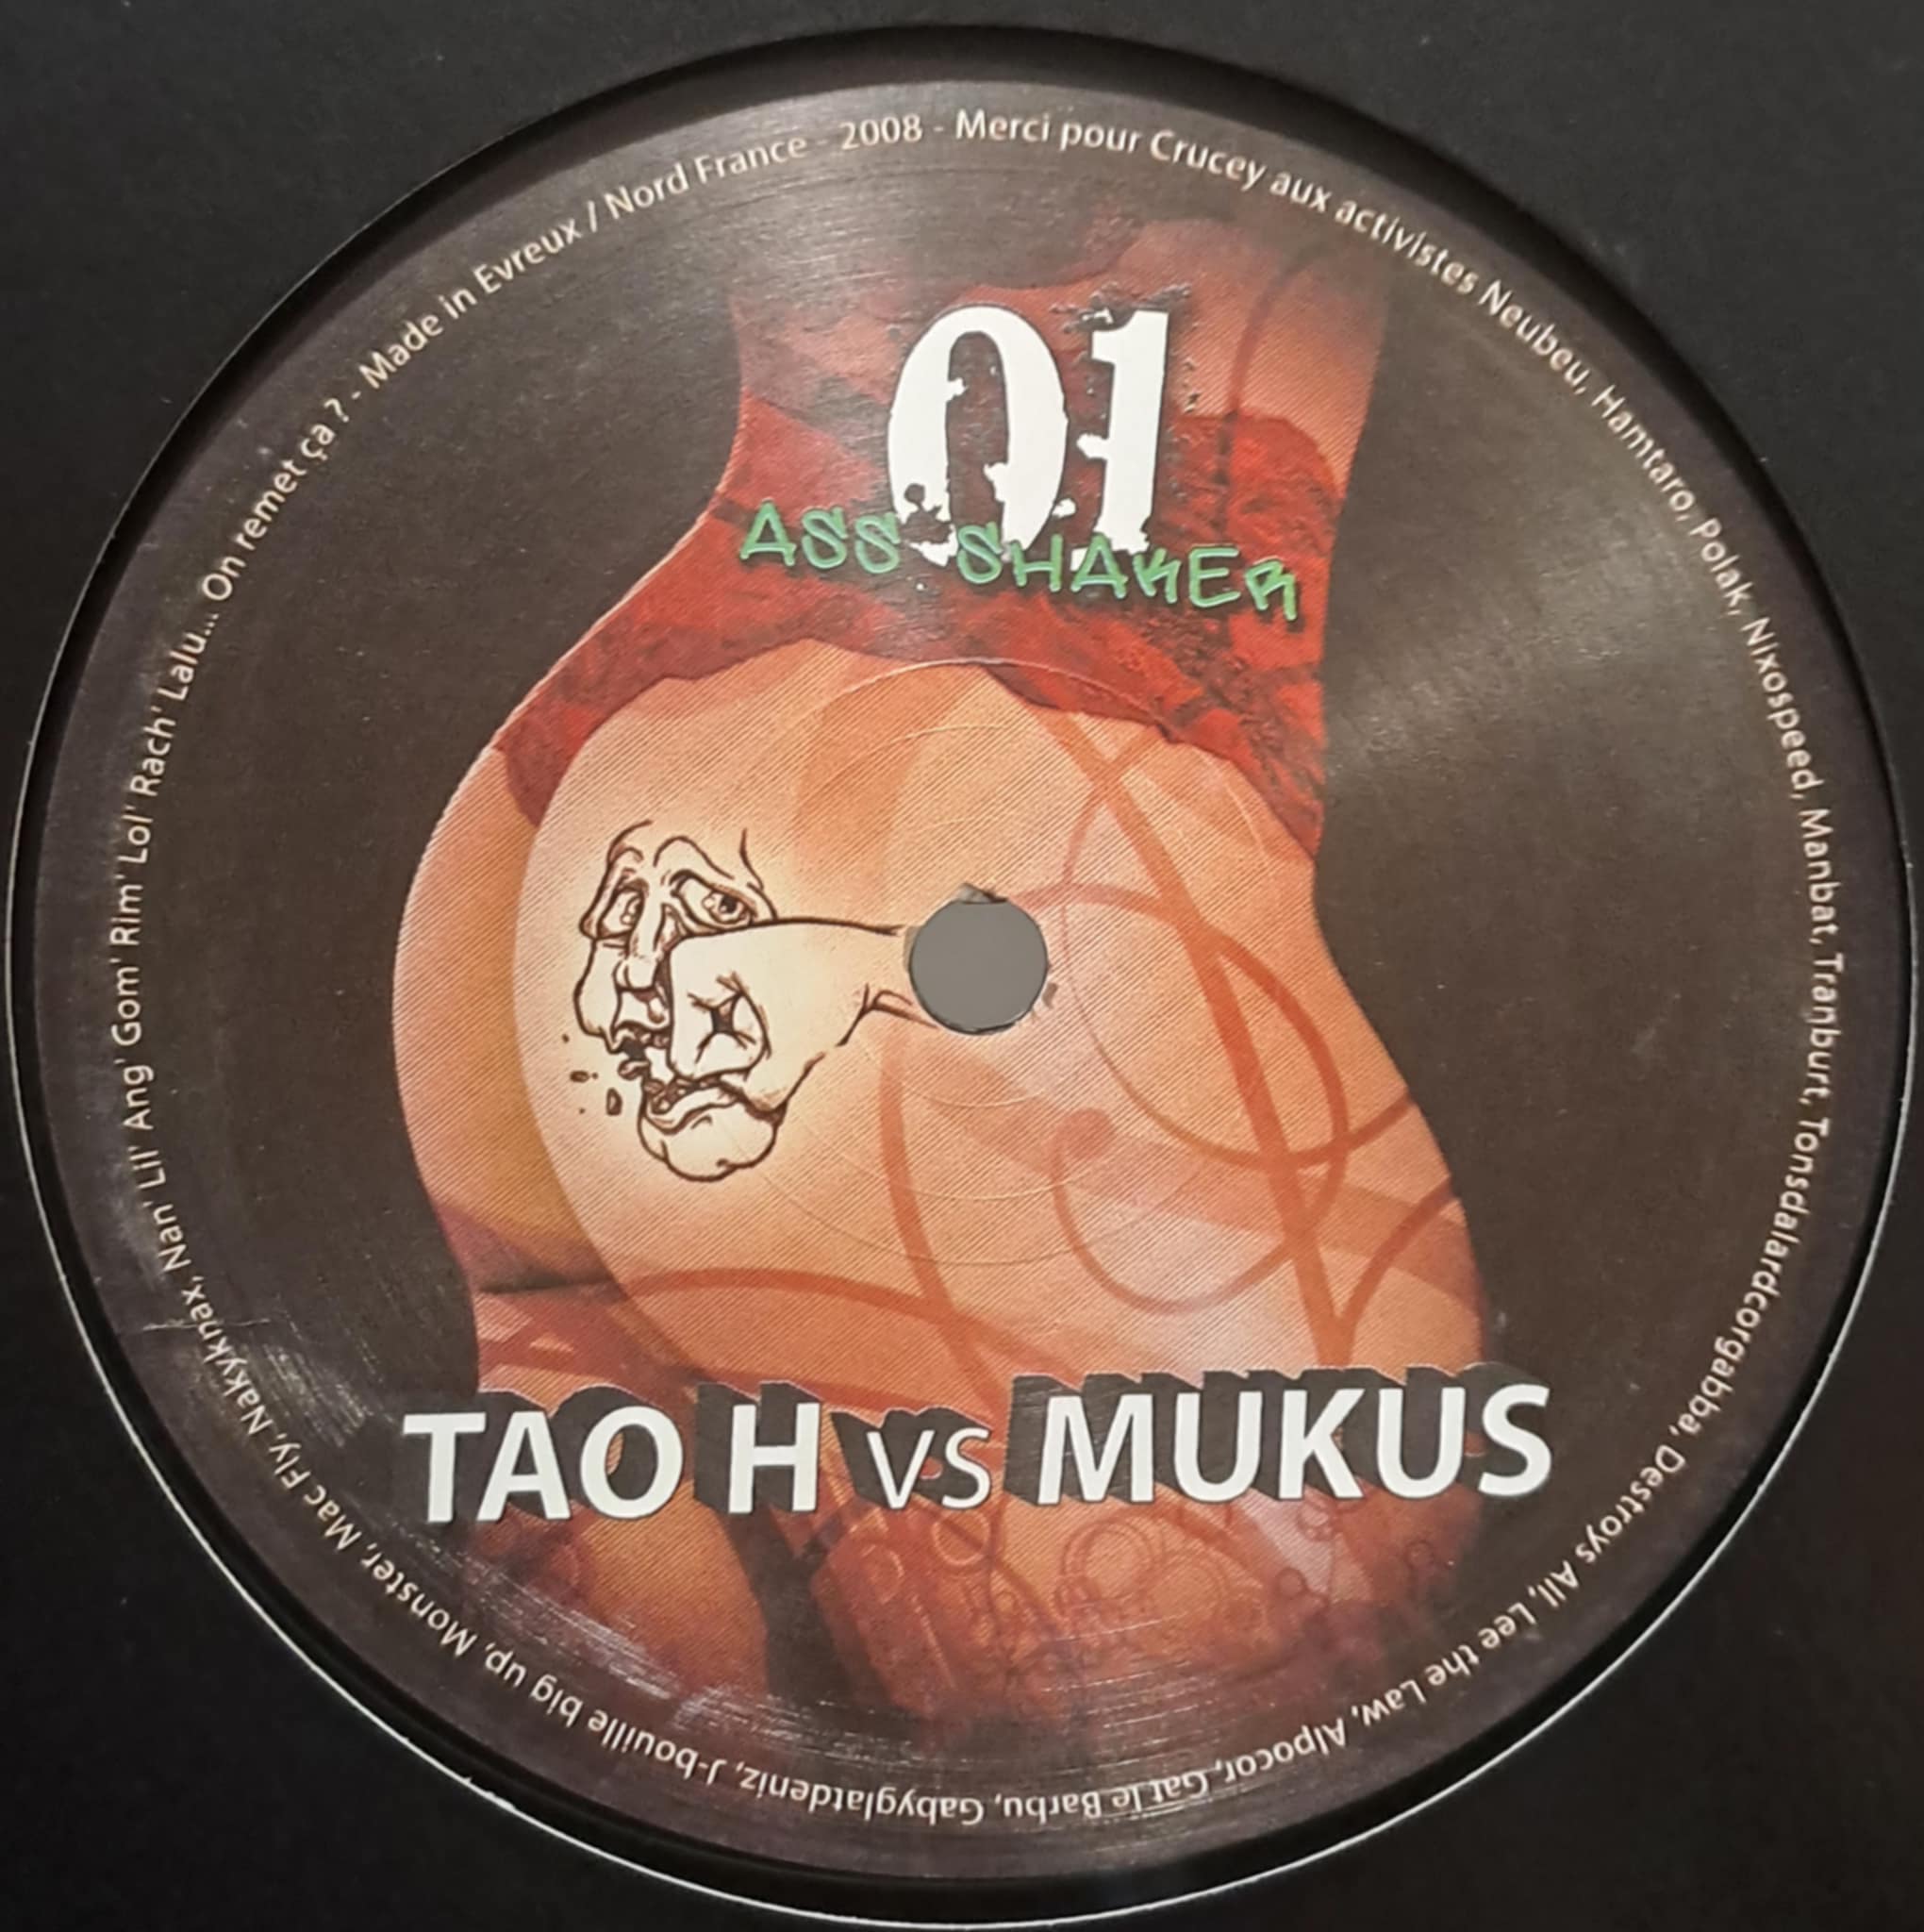 01
ASS SHAKER
TAO H VS MUKUS
Made in Evreux / Nord France - 2008 - Merci pour Crucey aux activistes Neubeu, Hamtaro, Polak, Nixospeed, Manbat, Tranburt, Tonsdalardcorgabba, Destroys All, Lee the Law, Alpocor, Gat le Barbu, Gabyglatdeniz, J-bouille big up, Monster, Mac Fly, Nakyknax, Nan' Lil' Ang' Gom' Rim' Lol' Rach' Lalu... On remet ça ? -